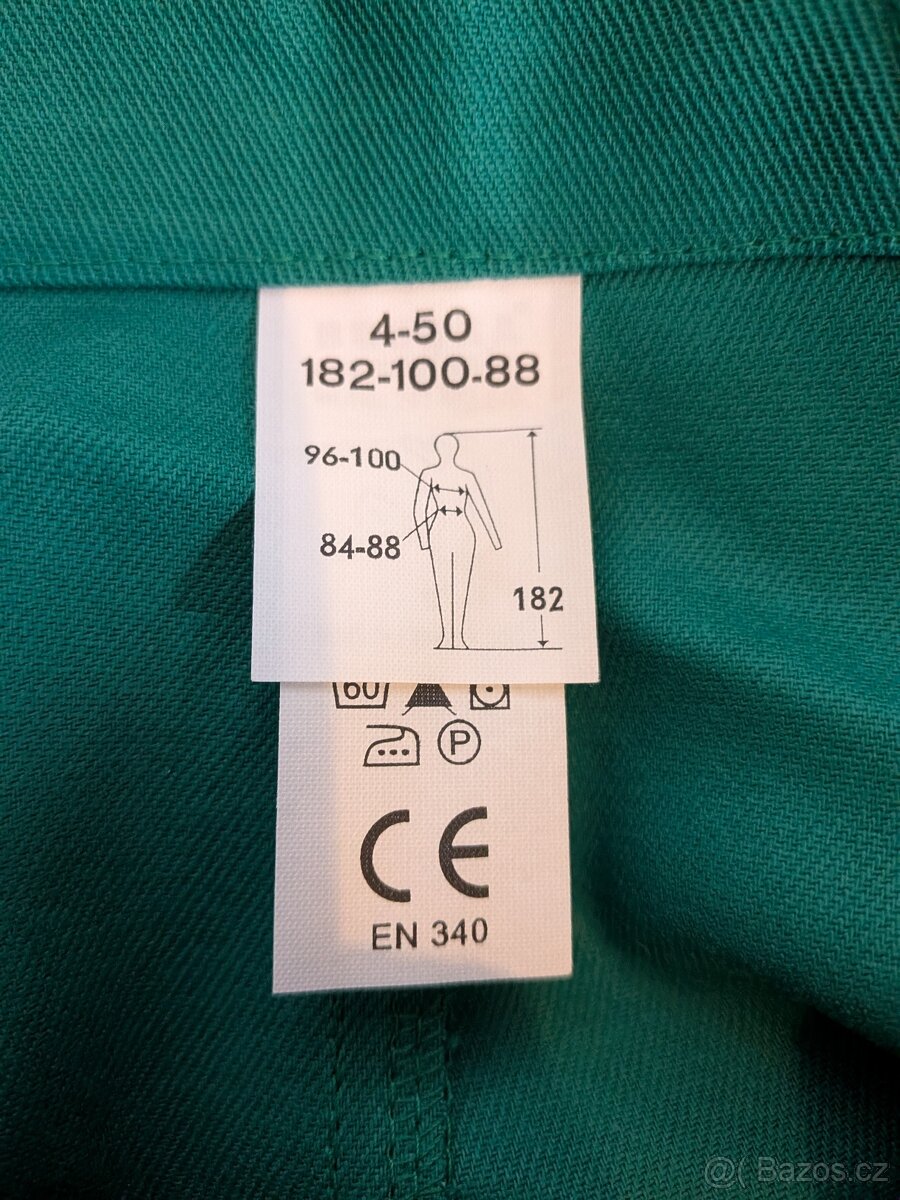 4-50
182-100-88
96-100
84-88
182
60
P
CE
EN 340
@( Bazos.cz